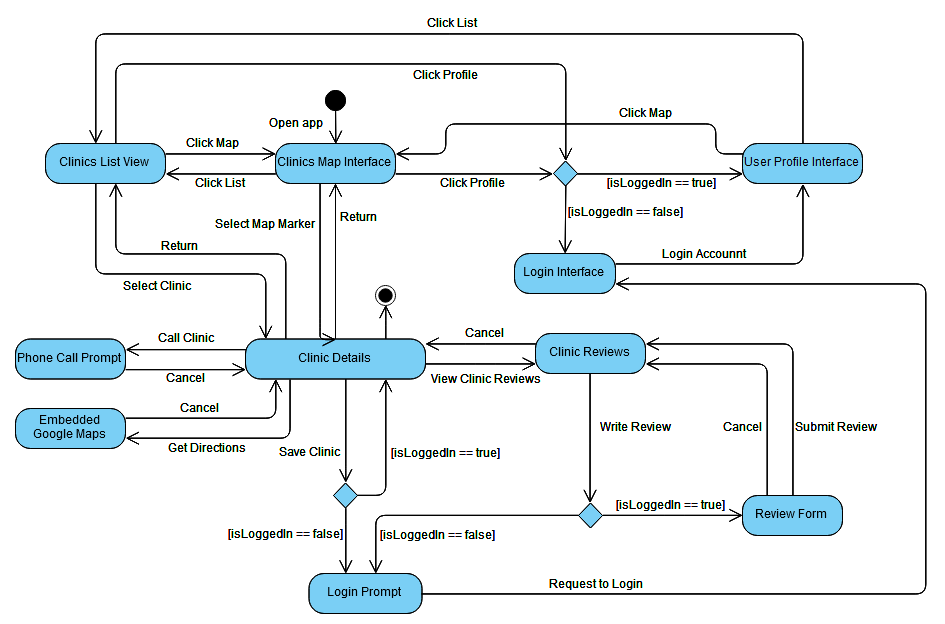 Click List
Click Profile
Open app
Click Map
Click Map
Clinics List View
Clinics Map Interface
User Profile Interface
Click List
Click Profile
[isLoggedIn == true]
[isLoggedIn == false]
Select Map Marker
Return
Return
Login Accounnt
Login Interface
Select Clinic
Call Clinic
Cancel
Phone Call Prompt
Clinic Details
Clinic Reviews
Cancel
View Clinic Reviews
Cancel
Embedded
Google Maps
Get Directions
Save Clinic
[isLoggedIn == true]
Write Review
Cancel
Submit Review
[isLoggedIn == true]
Review Form
[isLoggedIn == false]
[isLoggedIn == false]
Login Prompt
Request to Login